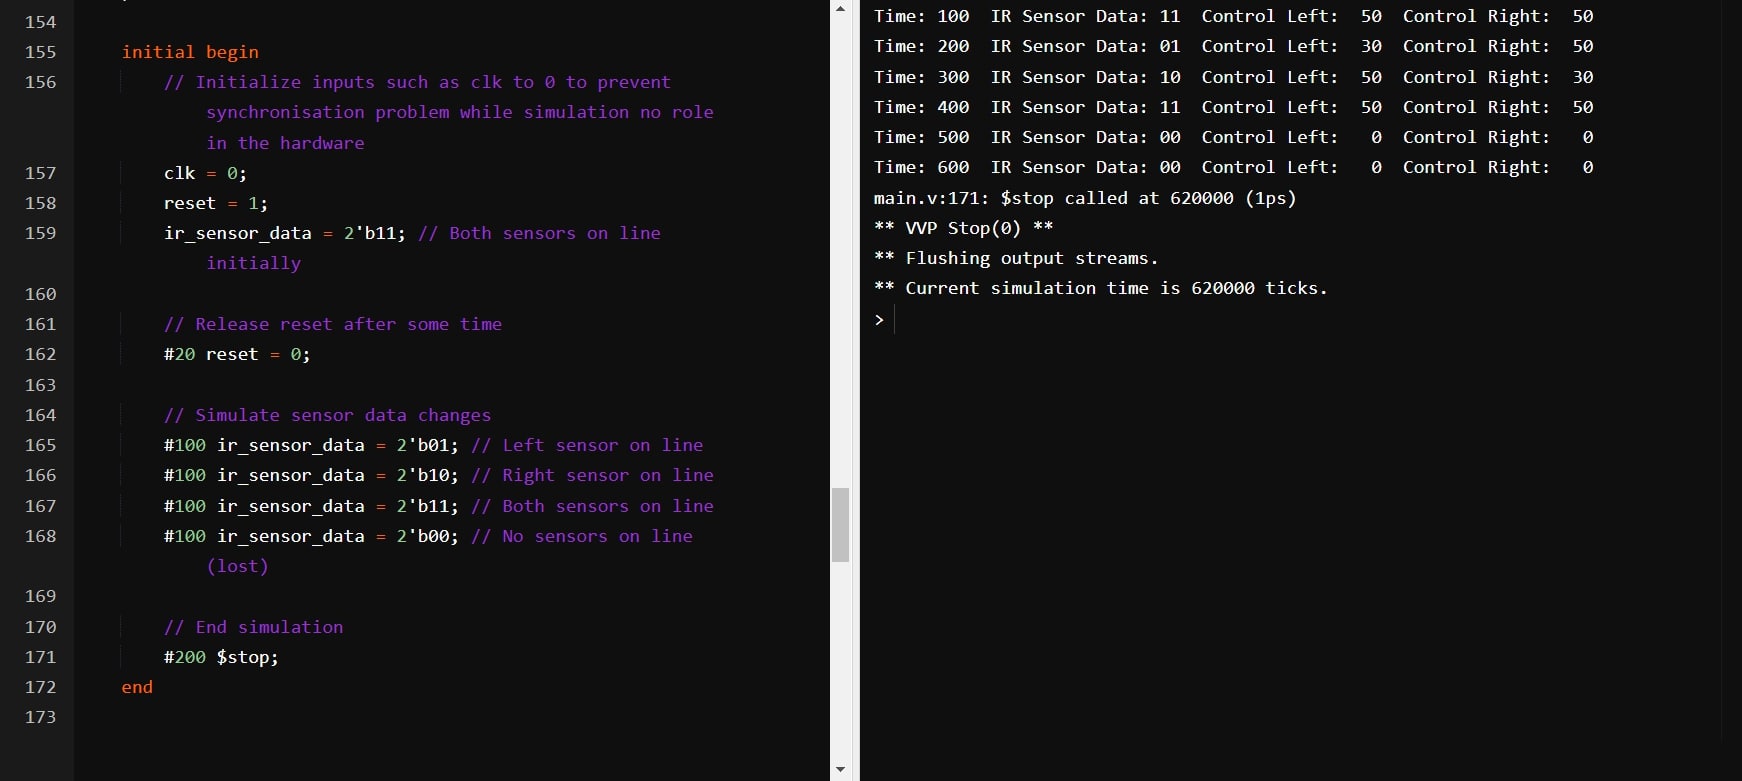 154
155 initial begin
156 // Initialize inputs such as clk to 0 to prevent
synchronisation problem while simulation no role
in the hardware
157 clk = 0;
158 reset = 1;
159 ir_sensor_data = 2'b11; // Both sensors on line
initially
160
161 // Release reset after some time
162 #20 reset = 0;
163
164 // Simulate sensor data changes
165 #100 ir_sensor_data = 2'b01; // Left sensor on line
166 #100 ir_sensor_data = 2'b10; // Right sensor on line
167 #100 ir_sensor_data = 2'b11; // Both sensors on line
168 #100 ir_sensor_data = 2'b00; // No sensors on line
(lost)
169
170 // End simulation
171 #200 $stop;
172 end
173
Time: 100 IR Sensor Data: 11 Control Left: 50 Control Right: 50
Time: 200 IR Sensor Data: 01 Control Left: 30 Control Right: 50
Time: 300 IR Sensor Data: 10 Control Left: 50 Control Right: 30
Time: 400 IR Sensor Data: 11 Control Left: 50 Control Right: 50
Time: 500 IR Sensor Data: 00 Control Left: 0 Control Right: 0
Time: 600 IR Sensor Data: 00 Control Left: 0 Control Right: 0
main.v:171: $stop called at 620000 (1ps)
** VVP Stop(0) **
** Flushing output streams.
** Current simulation time is 620000 ticks.
>